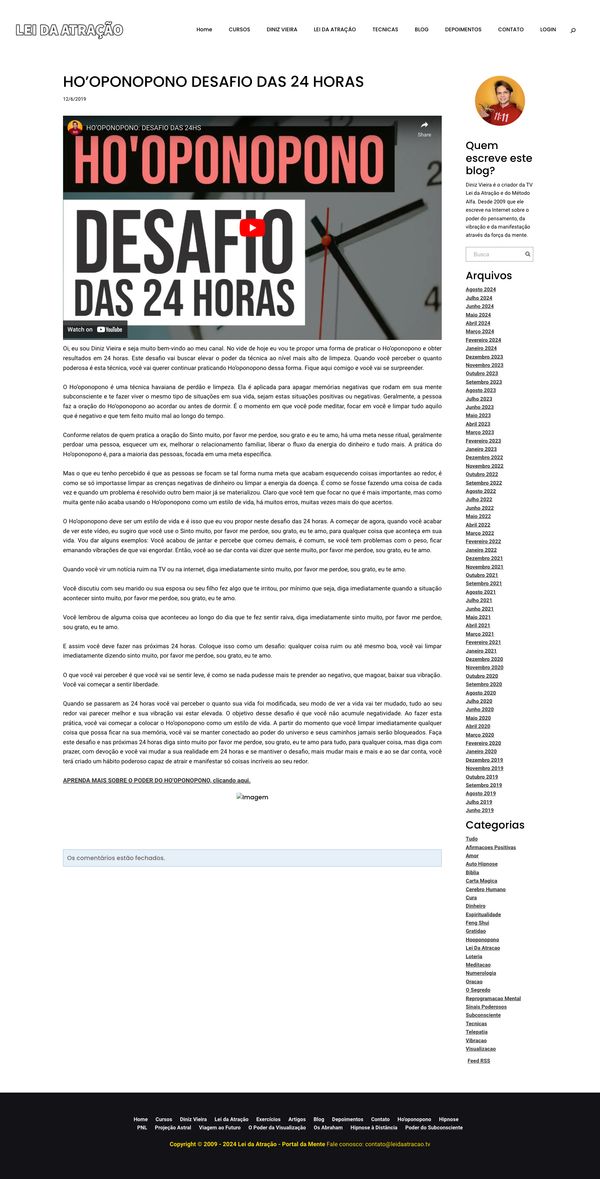 LEI DA ATRAÇÃO
Home CURSOS DINIZ VIEIRA LEI DA ATRAÇÃO TECNICAS BLOG DEPOIMENTOS CONTATO LOGIN
HO’OPONOPONO DESAFIO DAS 24 HORAS
12/6/2019
HO'OPONOPONO: DESAFIO DAS 24HS
Share
HO'OPONOPONO
DESAFIO
DAS 24 HORAS
Watch on YouTube
Oi, eu sou Diniz Vieira e seja muito bem-vindo ao meu canal. No vide de hoje eu vou te propor uma forma de praticar o Ho’oponopono e obter
resultados em 24 horas. Este desafio vai buscar elevar o poder da técnica ao nível mais alto de limpeza. Quando você perceber o quanto
poderosa é esta técnica, você vai querer continuar praticando Ho’oponopono dessa forma. Fique aqui comigo e você vai se surpreender.
O Ho’oponopono é uma técnica havaiana de perdão e limpeza. Ela é aplicada para apagar memórias negativas que rodam em sua mente
subconsciente e te fazer viver o mesmo tipo de situações em sua vida, sejam estas situações positivas ou negativas. Geralmente, a pessoa
faz a oração do Ho’oponopono ao acordar ou antes de dormir. É o momento em que você pode meditar, focar em você e limpar tudo aquilo
que é negativo e que tem feito muito mal ao longo do tempo.
Conforme relatos de quem pratica a oração do Sinto muito, por favor me perdoe, sou grato e eu te amo, há uma meta nesse ritual, geralmente
perdoar uma pessoa, esquecer um ex, melhorar o relacionamento familiar, liberar o fluxo da energia do dinheiro e tudo mais. A prática do
Ho’oponopono é, para a maioria das pessoas, focada em uma meta específica.
Mas o que eu tenho percebido é que as pessoas se focam se tal forma numa meta que acabam esquecendo coisas importantes ao redor, é
como se só importasse limpar as crenças negativas de dinheiro ou limpar a energia da doença. É como se fosse fazendo uma coisa de cada
vez e quando um problema é resolvido outro bem maior já se materializou. Claro que você tem que focar no que é mais importante, mas como
muita gente não acaba usando o Ho’oponopono como um estilo de vida, há muitos erros, muitas vezes mais do que acertos.
O Ho’oponopono deve ser um estilo de vida e é isso que eu vou propor neste desafio das 24 horas. A começar de agora, quando você acabar
de ver este vídeo, eu sugiro que você use o Sinto muito, por favor me perdoe, sou grato, eu te amo, para qualquer coisa que aconteça em sua
vida. Vou dar alguns exemplos: Você acabou de jantar e percebe que comeu demais, é comum, se você tem problemas com o peso, ficar
emanando vibrações de que vai engordar. Então, você ao se dar conta vai dizer que sente muito, por favor, me perdoe, sou grato, eu te amo.
Quando você vir um notícia ruim na TV ou na internet, diga imediatamente sinto muito, por favor me perdoe, sou grato, eu te amo.
Você discutiu com seu marido ou sua esposa ou seu filho fez algo que te irritou, por mínimo que seja, diga imediatamente quando a situação
acontecer sinto muito, por favor me perdoe, sou grato, eu te amo.
Você lembrou de alguma coisa que aconteceu ao longo do dia que te fez sentir raiva, diga imediatamente sinto muito, por favor me perdoe,
sou grato, eu te amo.
E assim você deve fazer nas próximas 24 horas. Coloque isso como um desafio: qualquer coisa ruim ou até mesmo boa, você vai limpar
imediatamente dizendo sinto muito, por favor me perdoe, sou grato, eu te amo.
O que você vai perceber é que você vai se sentir leve, é como se nada pudesse mais te prender ao negativo, que magoar, baixar sua vibração.
Você vai começar a sentir liberdade.
Quando se passarem as 24 horas você vai perceber o quanto sua vida foi modificada, seu modo de ver a vida vai ter mudado, tudo ao seu
redor vai parecer melhor e sua vibração vai estar elevada. O objetivo desse desafio é que você não acumule negatividade. Ao fazer esta
prática, você vai começar a colocar o Ho’oponopono como um estilo de vida. A partir do momento que você limpar imediatamente qualquer
coisas que possa ficar na sua memória, você vai se manter conectado ao poder do universo e seus caminhos jamais serão bloqueados. Faça
este desafio e nas próximas 24 horas diga sinto muito por favor me perdoe, sou grato, eu te amo para tudo, para qualquer coisa, mas diga com
prazer, com devoção e você vai mudar a sua realidade em 24 horas e se mantiver o desafio, mais mudar mais e mais e ao se dar conta, você
terá criado um hábito poderoso capaz de atrair e manifestar só coisas incríveis ao seu redor.
APRENDA MAIS SOBRE O PODER DO HO'OPONOPONO, clicando aqui.
Imagem
Os comentários estão fechados.
11:11
Quem
escreve este
blog?
Diniz Vieira é o criador da TV
Lei da Atração e do Método
Alfa. Desde 2009 que ele
escreve na Internet sobre o
poder do pensamento, da
vibração e da manifestação
através da força da mente.
Busca
Arquivos
Agosto 2024
Julho 2024
Junho 2024
Maio 2024
Abril 2024
Março 2024
Fevereiro 2024
Janeiro 2024
Dezembro 2023
Novembro 2023
Outubro 2023
Setembro 2023
Agosto 2023
Julho 2023
Junho 2023
Maio 2023
Abril 2023
Março 2023
Fevereiro 2023
Janeiro 2023
Dezembro 2022
Novembro 2022
Outubro 2022
Setembro 2022
Agosto 2022
Julho 2022
Junho 2022
Maio 2022
Abril 2022
Março 2022
Fevereiro 2022
Janeiro 2022
Dezembro 2021
Novembro 2021
Outubro 2021
Setembro 2021
Agosto 2021
Julho 2021
Junho 2021
Maio 2021
Abril 2021
Março 2021
Fevereiro 2021
Janeiro 2021
Dezembro 2020
Novembro 2020
Outubro 2020
Setembro 2020
Agosto 2020
Julho 2020
Junho 2020
Maio 2020
Abril 2020
Março 2020
Fevereiro 2020
Janeiro 2020
Dezembro 2019
Novembro 2019
Outubro 2019
Setembro 2019
Agosto 2019
Julho 2019
Junho 2019
Categorias
Tudo
Afirmacoes Positivas
Amor
Auto Hipnose
Biblia
Carta Magica
Cerebro Humano
Cura
Dinheiro
Espiritualidade
Feng Shui
Gratidao
Hooponopono
Lei Da Atracao
Loteria
Meditacao
Numerologia
Oracao
O Segredo
Reprogramacao Mental
Sinais Poderosos
Subconsciente
Tecnicas
Telepatia
Vibracao
Visualizacao
Feed RSS
Home Cursos Diniz Vieira Lei da Atração Exercícios Artigos Blog Depoimentos Contato Ho'oponopono Hipnose
PNL Projeção Astral Viagem ao Futuro O Poder da Visualização Os Abraham Hipnose à Distância Poder do Subconsciente
Copyright © 2009 - 2024 Lei da Atração - Portal da Mente Fale conosco: contato@leidaatracao.tv